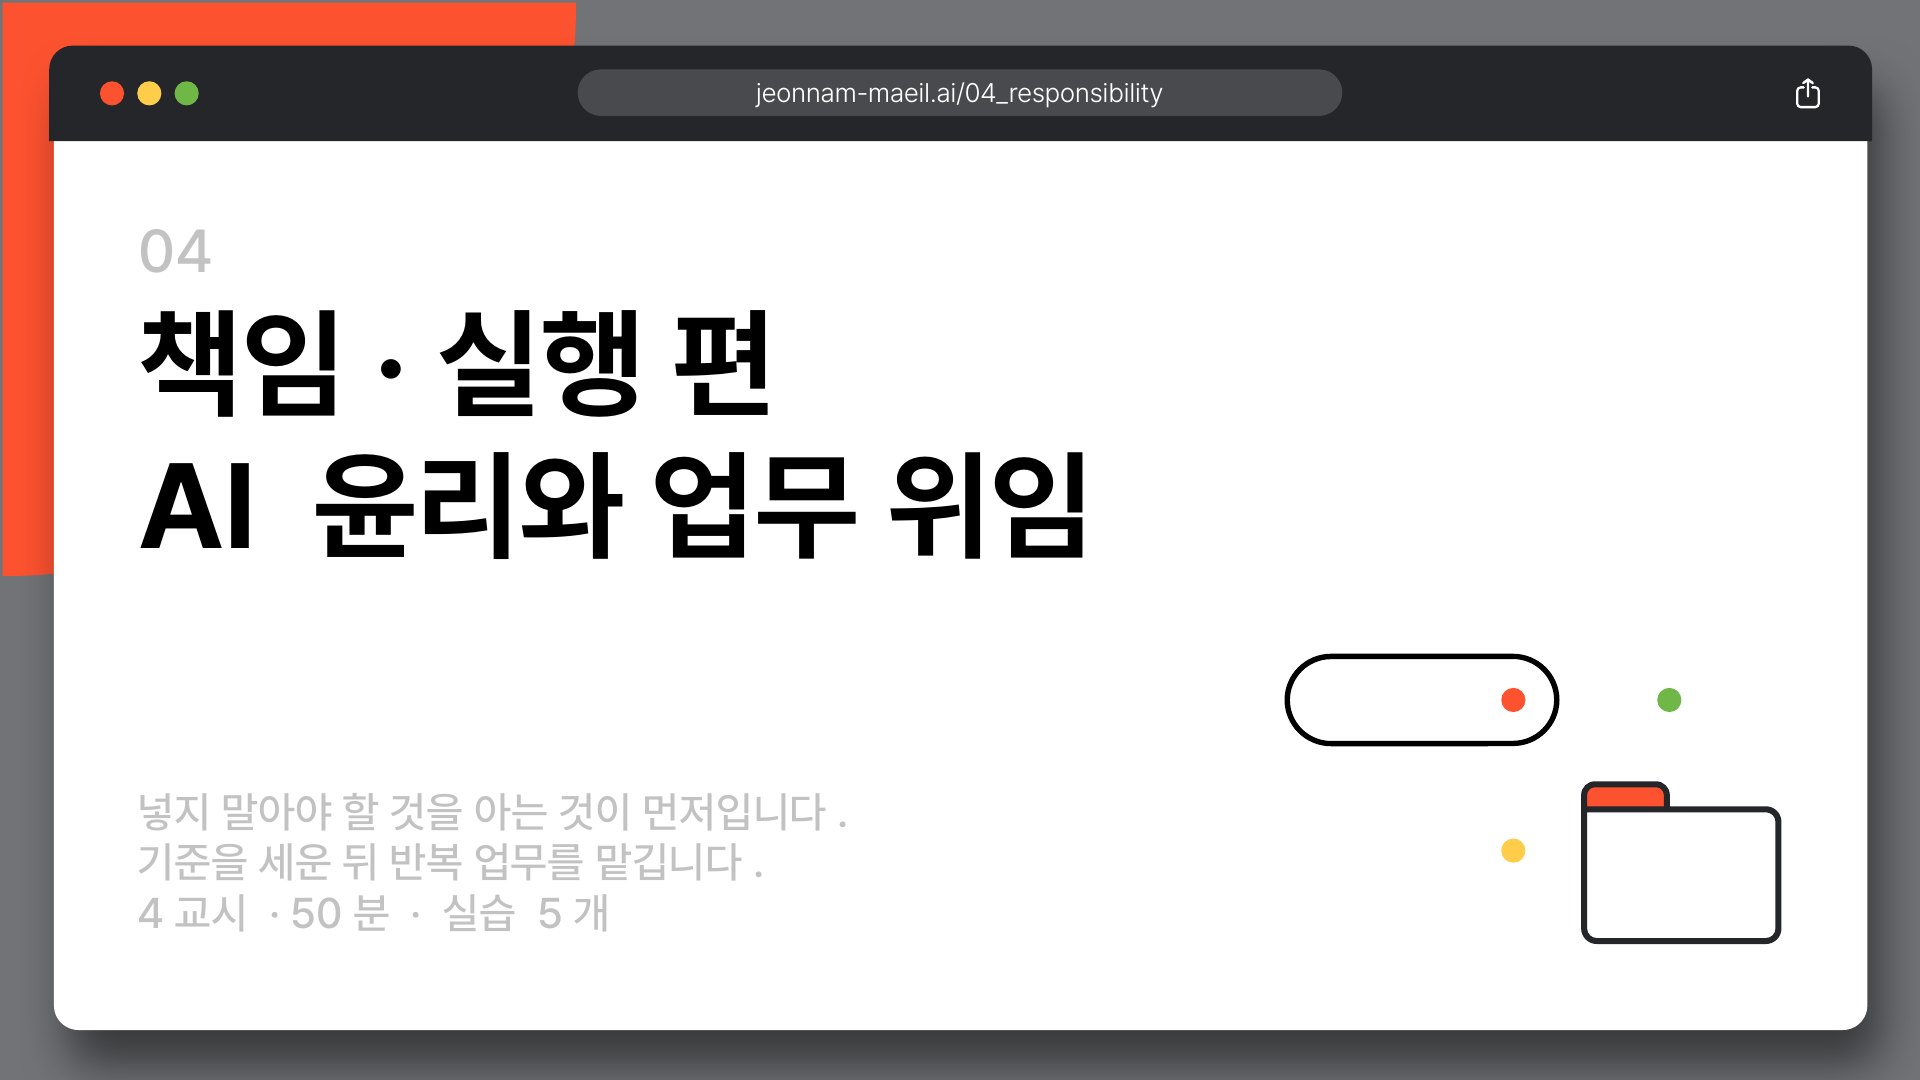 jeonnam-maeil.ai/04_responsibility
04
책임 · 실행 편
AI 윤리와 업무 위임
넣지 말아야 할 것을 아는 것이 먼저입니다 .
기준을 세운 뒤 반복 업무를 맡깁니다 .
4 교시 · 50 분 · 실습 5 개